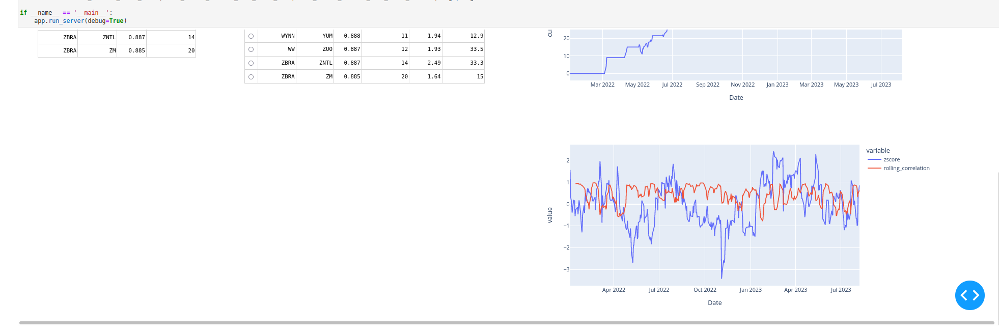 if __name__ == '__main__':
app.run_server(debug=True)
ZBRA ZNTL 0.887 14
ZBRA ZM 0.885 20
WYNN YUM 0.888 11 1.94 12.9
WW ZUO 0.887 12 1.93 33.5
ZBRA ZNTL 0.887 14 2.49 33.3
ZBRA ZM 0.885 20 1.64 15
cu
20
10
0
Mar 2022 May 2022 Jul 2022 Sep 2022 Nov 2022 Jan 2023 Mar 2023 May 2023 Jul 2023
Date
variable
zscore
rolling_correlation
value
2
1
0
−1
−2
−3
Apr 2022 Jul 2022 Oct 2022 Jan 2023 Apr 2023 Jul 2023
Date